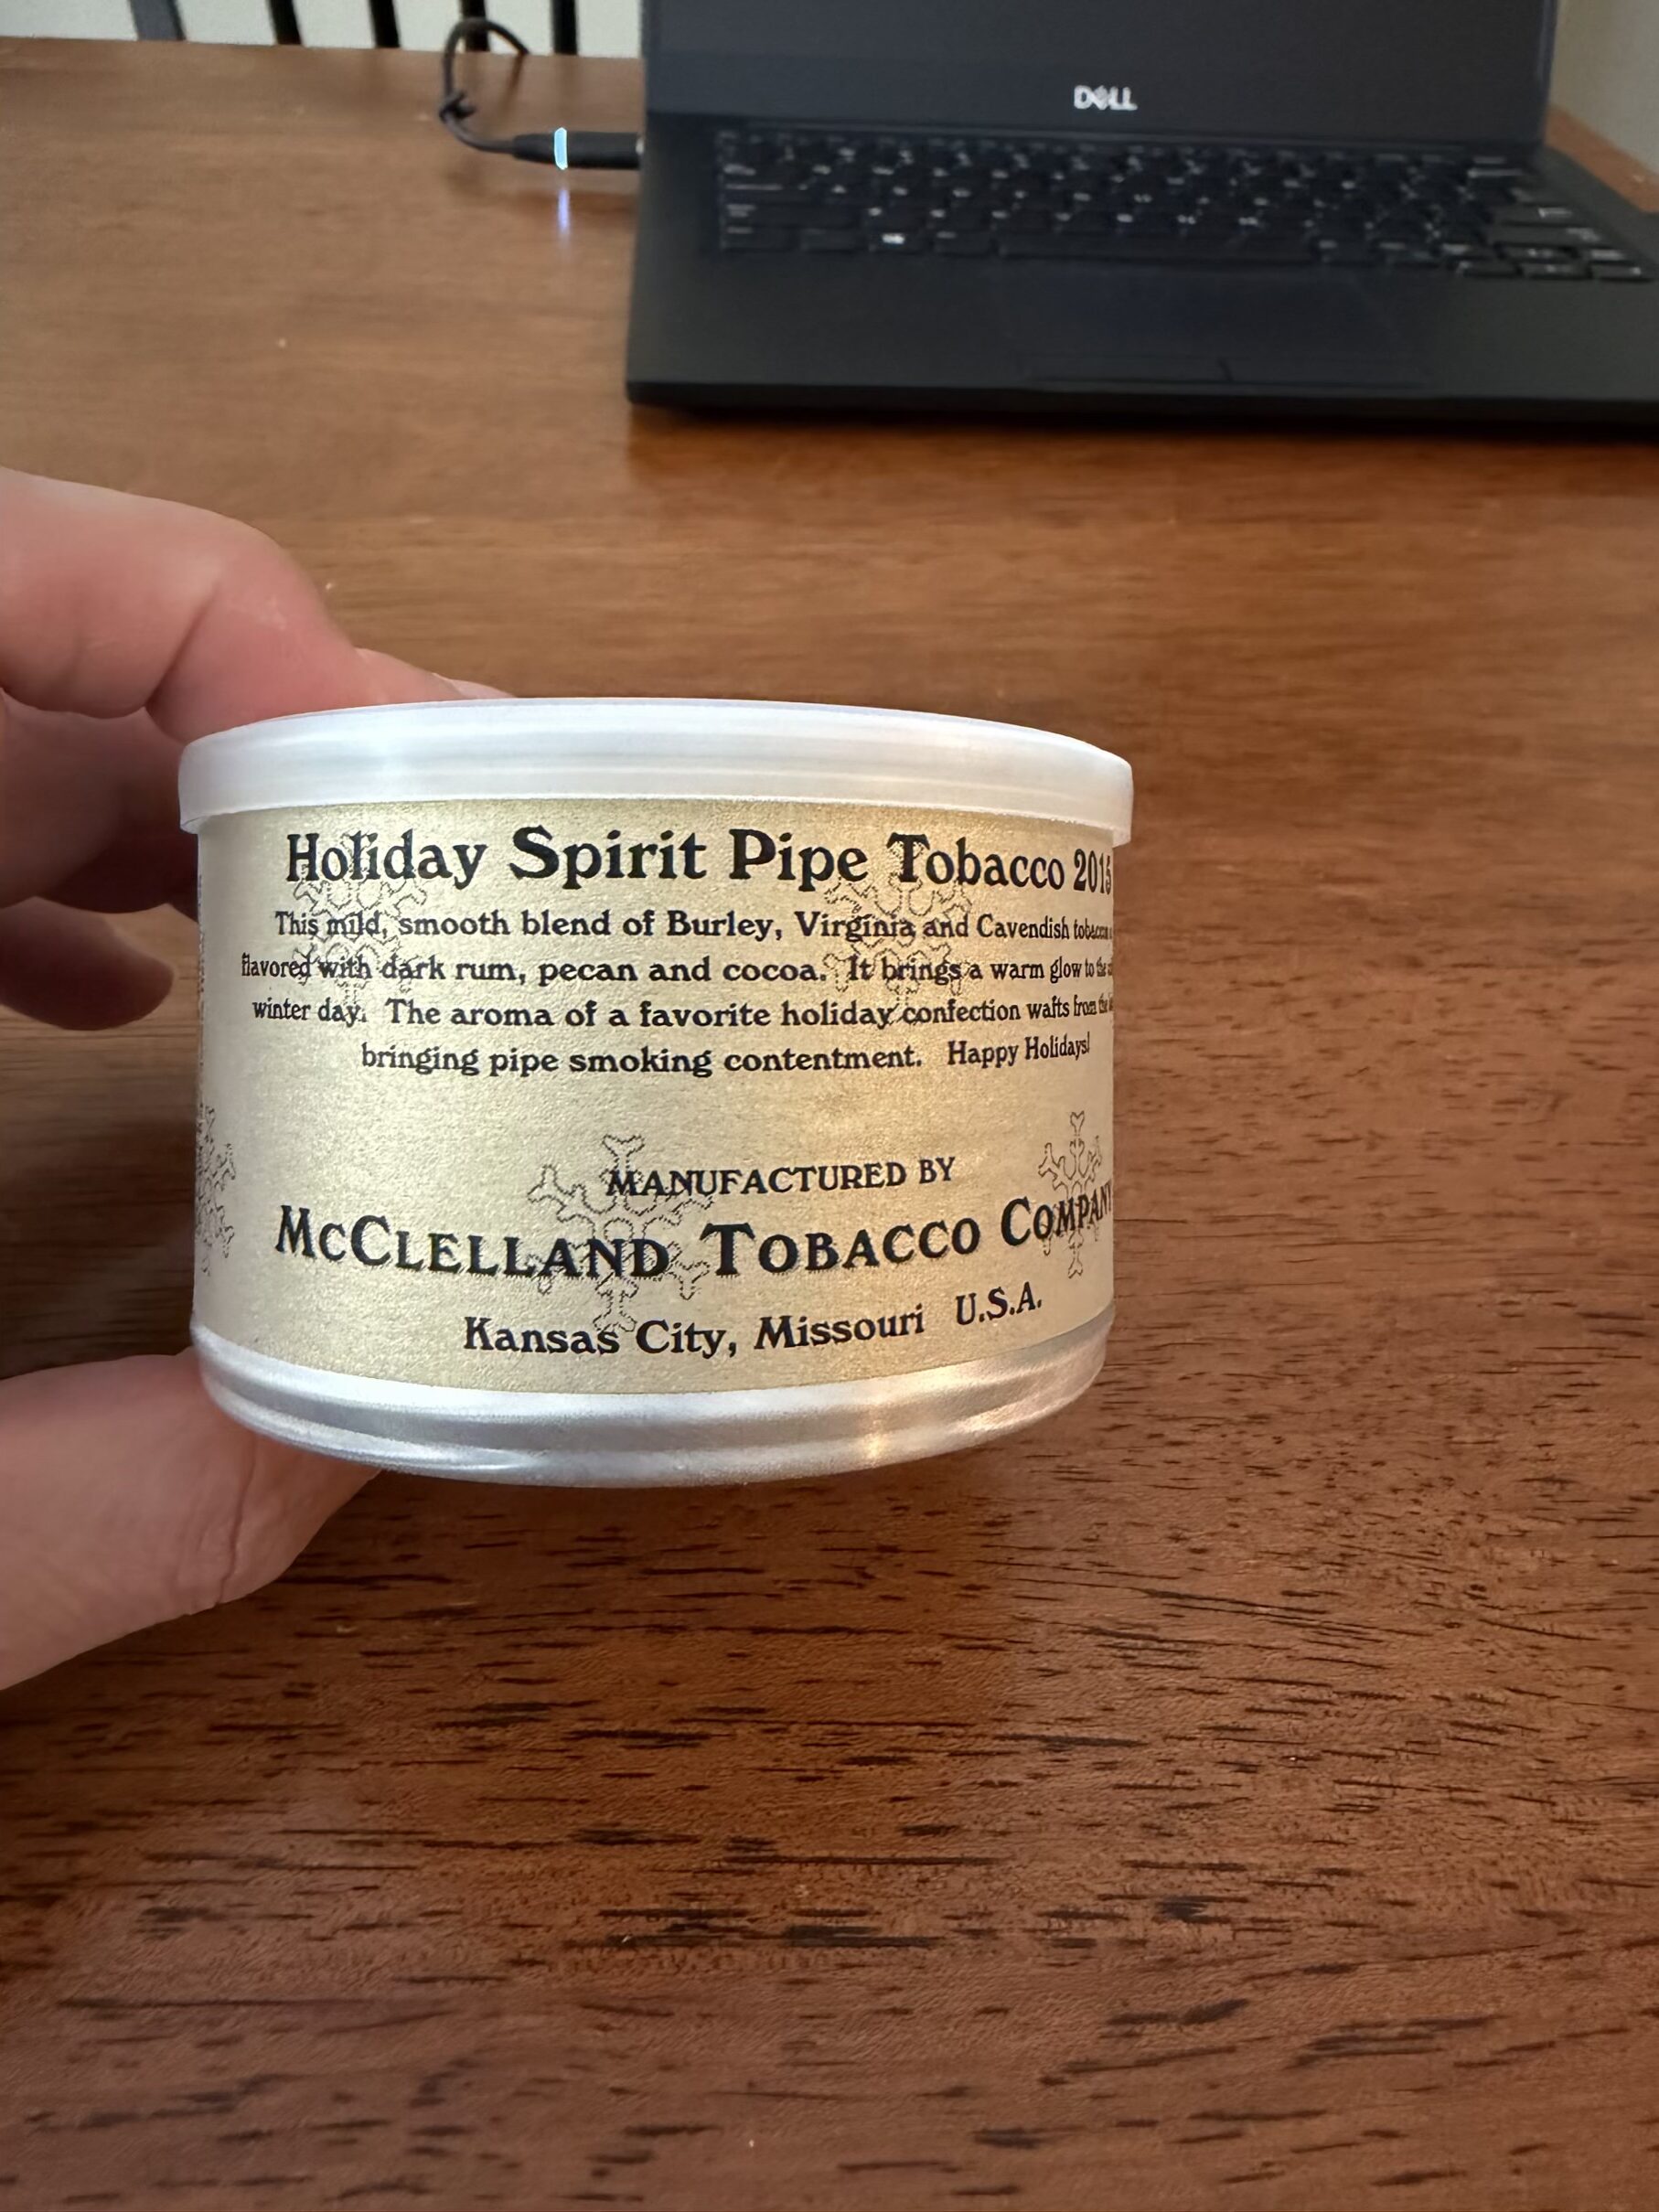 DELL
Holiday Spirit Pipe Tobacco 2015
This mild, smooth blend of Burley, Virginia and Cavendish
flavored with dark rum, pecan and cocoa. It brings a warm glow to the
winter day. The aroma of a favorite holiday confection wafts from the
bringing pipe smoking contentment. Happy Holidays!
MANUFACTURED BY
MCCLELLAND TOBACCO COMPANY
Kansas City, Missouri U.S.A.